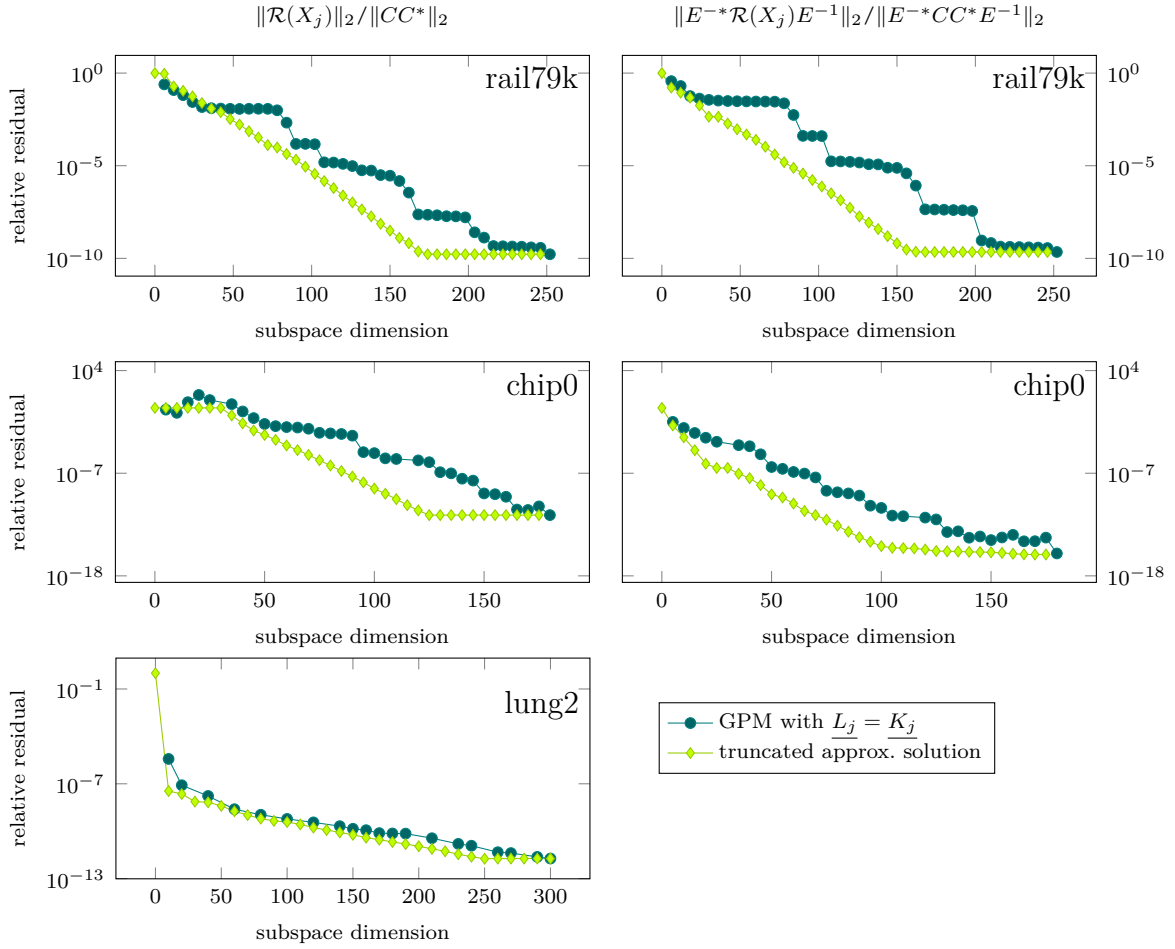 ‖R(X_j)‖₂/‖CC*‖₂
‖E^{-*}R(X_j)E^{-1}‖₂/‖E^{-*}CC*E^{-1}‖₂
relative residual
10^0
10^{-5}
10^{-10}
rail79k
0 50 100 150 200 250
subspace dimension
rail79k
10^0
10^{-5}
10^{-10}
0 50 100 150 200 250
subspace dimension
relative residual
10^4
10^{-7}
10^{-18}
chip0
0 50 100 150
subspace dimension
chip0
10^4
10^{-7}
10^{-18}
0 50 100 150
subspace dimension
relative residual
10^{-1}
10^{-7}
10^{-13}
lung2
0 50 100 150 200 250 300
subspace dimension
GPM with L_j = K_j
truncated approx. solution